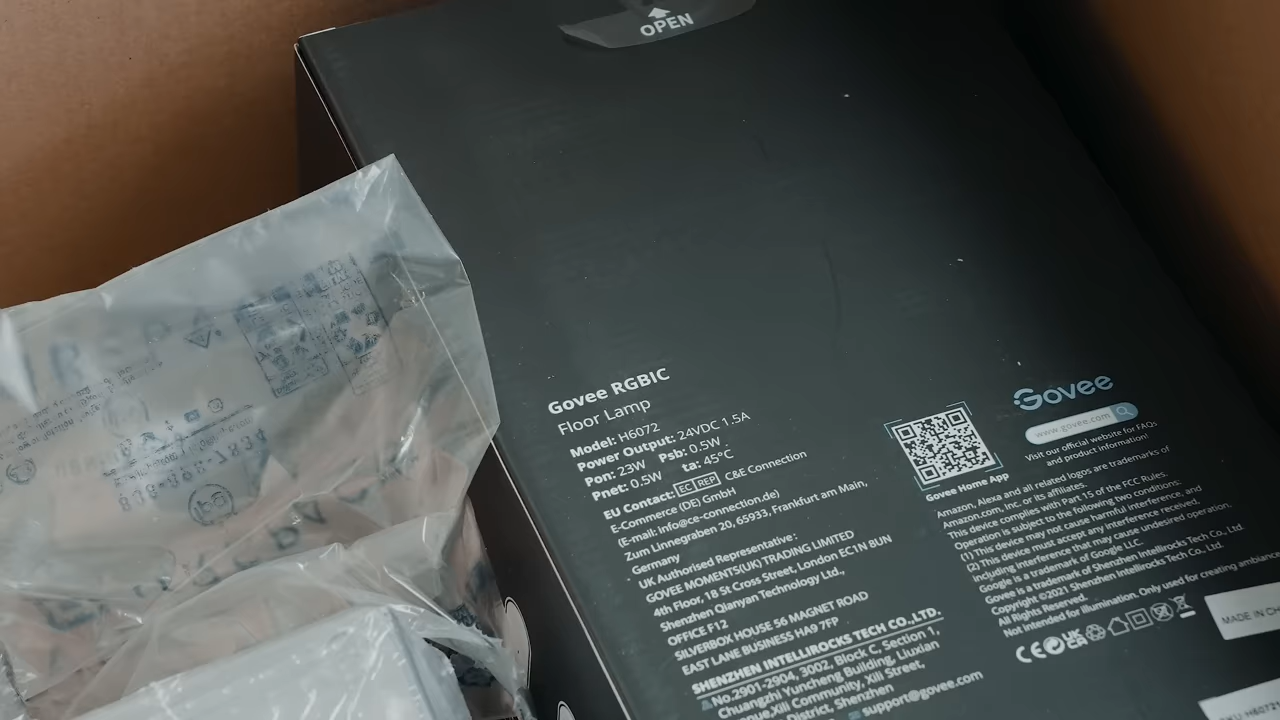 OPEN
Govee RGBIC
Floor Lamp
Model: H6072
Power Output: 24VDC 1.5A
Pon: 23W Psb: 0.5W
Pnet: 0.5W ta: 45°C
EU Contact: EC REP C&E Connection
E-Commerce (DE) GmbH
(E-mail: info@ce-connection.de)
Zum Linnegraben 20, 65933, Frankfurt am Main,
Germany
UK Authorised Representative:
GOVEE MOMENTS(UK) TRADING LIMITED
4th Floor, 18 St Cross Street, London EC1N 8UN
Shenzhen Qianyan Technology Ltd.,
OFFICE F12
SILVERBOX HOUSE S6 MAGNET ROAD
EAST LANE BUSINESS HA9 7FP
SHENZHEN INTELLIROCKS TECH CO.,LTD.
No.2901-2904, 3002, Block C, Section 1,
Chuangzhi Yuncheng Building, Liuxian
Xili Community, Xili Street,
District, Shenzhen
support@govee.com
Govee
www.govee.com
Visit our official website for FAQs
and product information!
Govee Home App
Amazon, Alexa and all related logos are trademarks of
Amazon.com, Inc. or its affiliates.
This device complies with Part 15 of the FCC Rules.
Operation is subject to the following two conditions:
(1) This device may not cause harmful interference, and
(2) This device must accept any interference received,
including interference that may cause undesired operation.
Google is a trademark of Google LLC.
Govee is a trademark of Shenzhen Intellirocks Tech Co., Ltd.
Copyright ©2021 Shenzhen Intellirocks Tech Co., Ltd.
All Rights Reserved.
Not intended for illumination. Only used for creating ambiance
CE UKCA
MADE IN
H6072